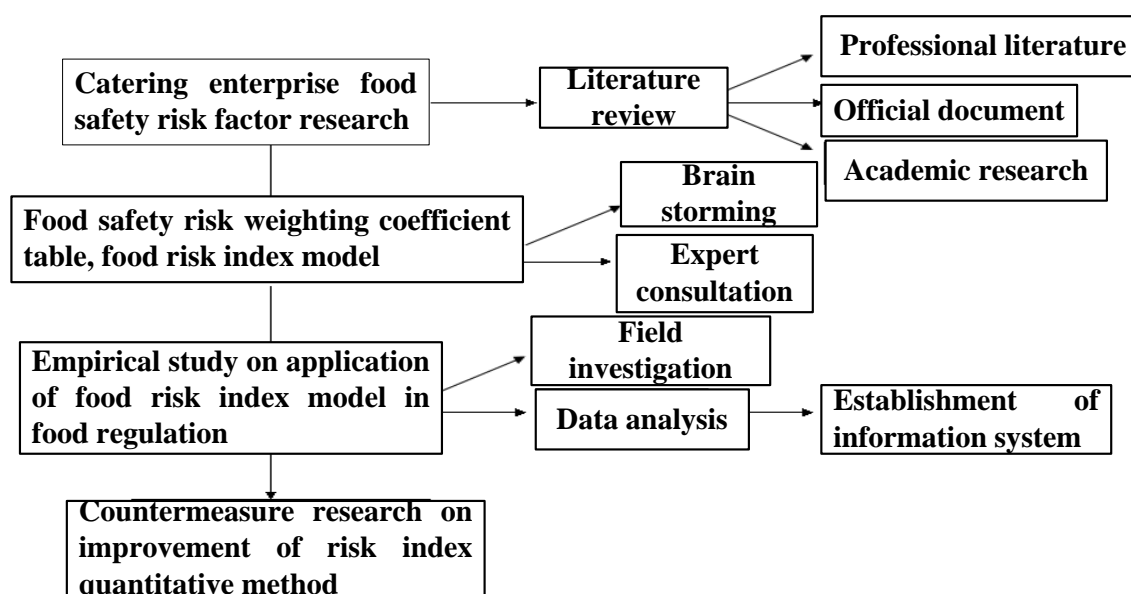 Professional literature
Catering enterprise food
safety risk factor research
Literature
review
Official document
Academic research
Brain
storming
Food safety risk weighting coefficient
table, food risk index model
Expert
consultation
Field
investigation
Empirical study on application
of food risk index model in
food regulation
Data analysis
Establishment of
information system
Countermeasure research on
improvement of risk index
quantitative method